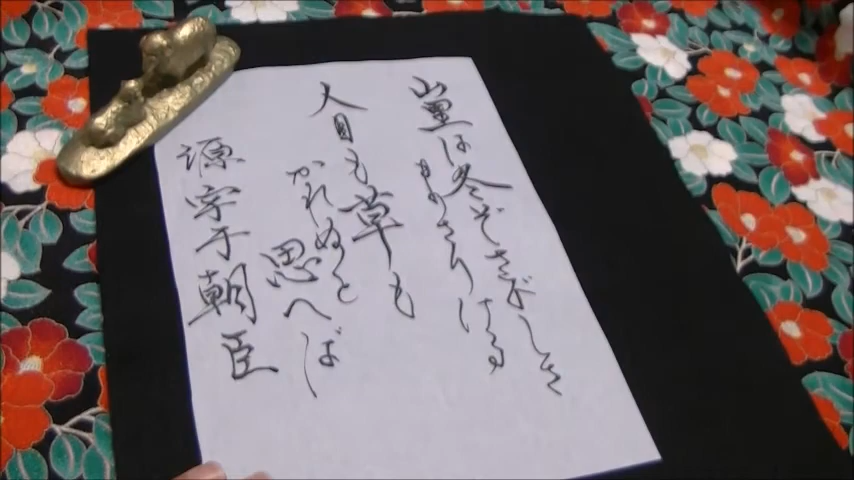 山里は冬ぞさびしさ
まさりける
人目も草も
かれぬと
思へば
源宗于朝臣